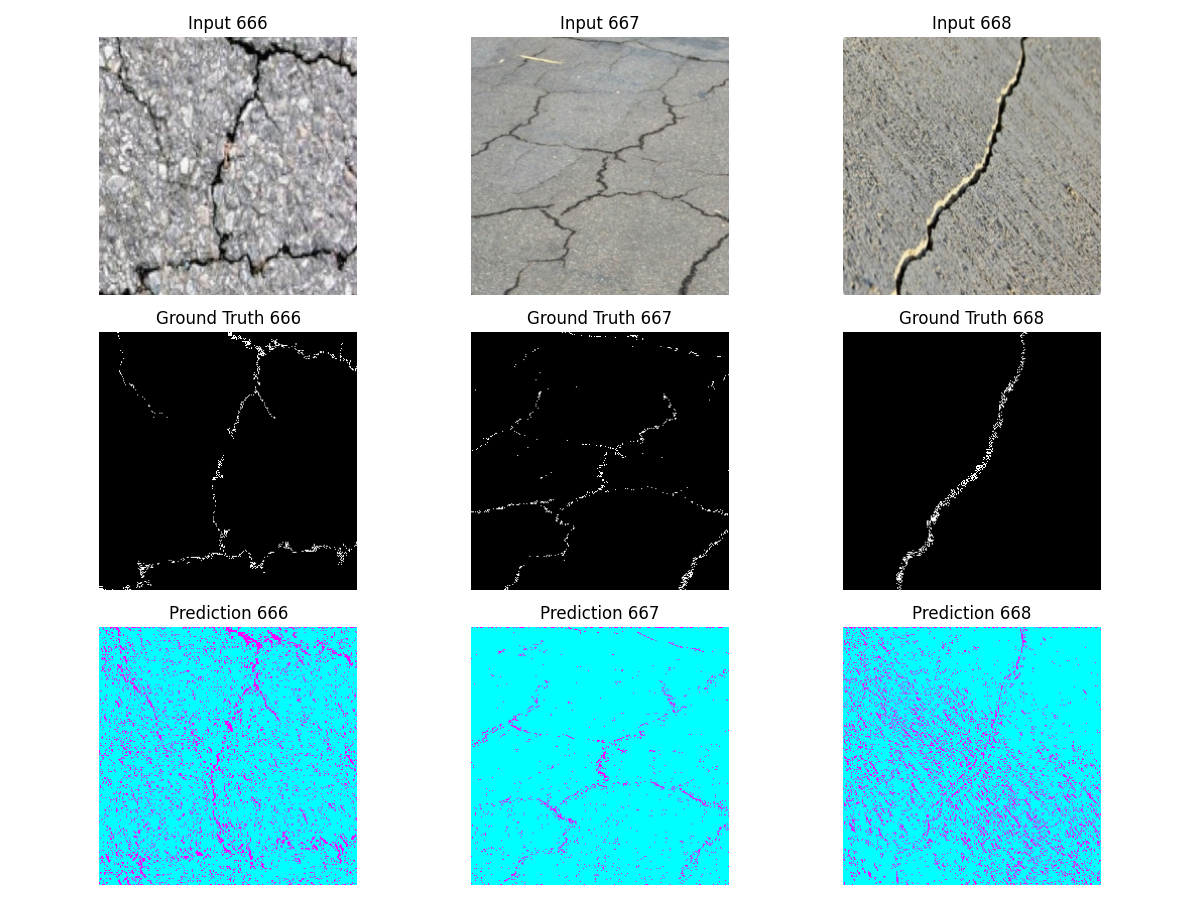 Input 666
Input 667
Input 668
Ground Truth 666
Ground Truth 667
Ground Truth 668
Prediction 666
Prediction 667
Prediction 668